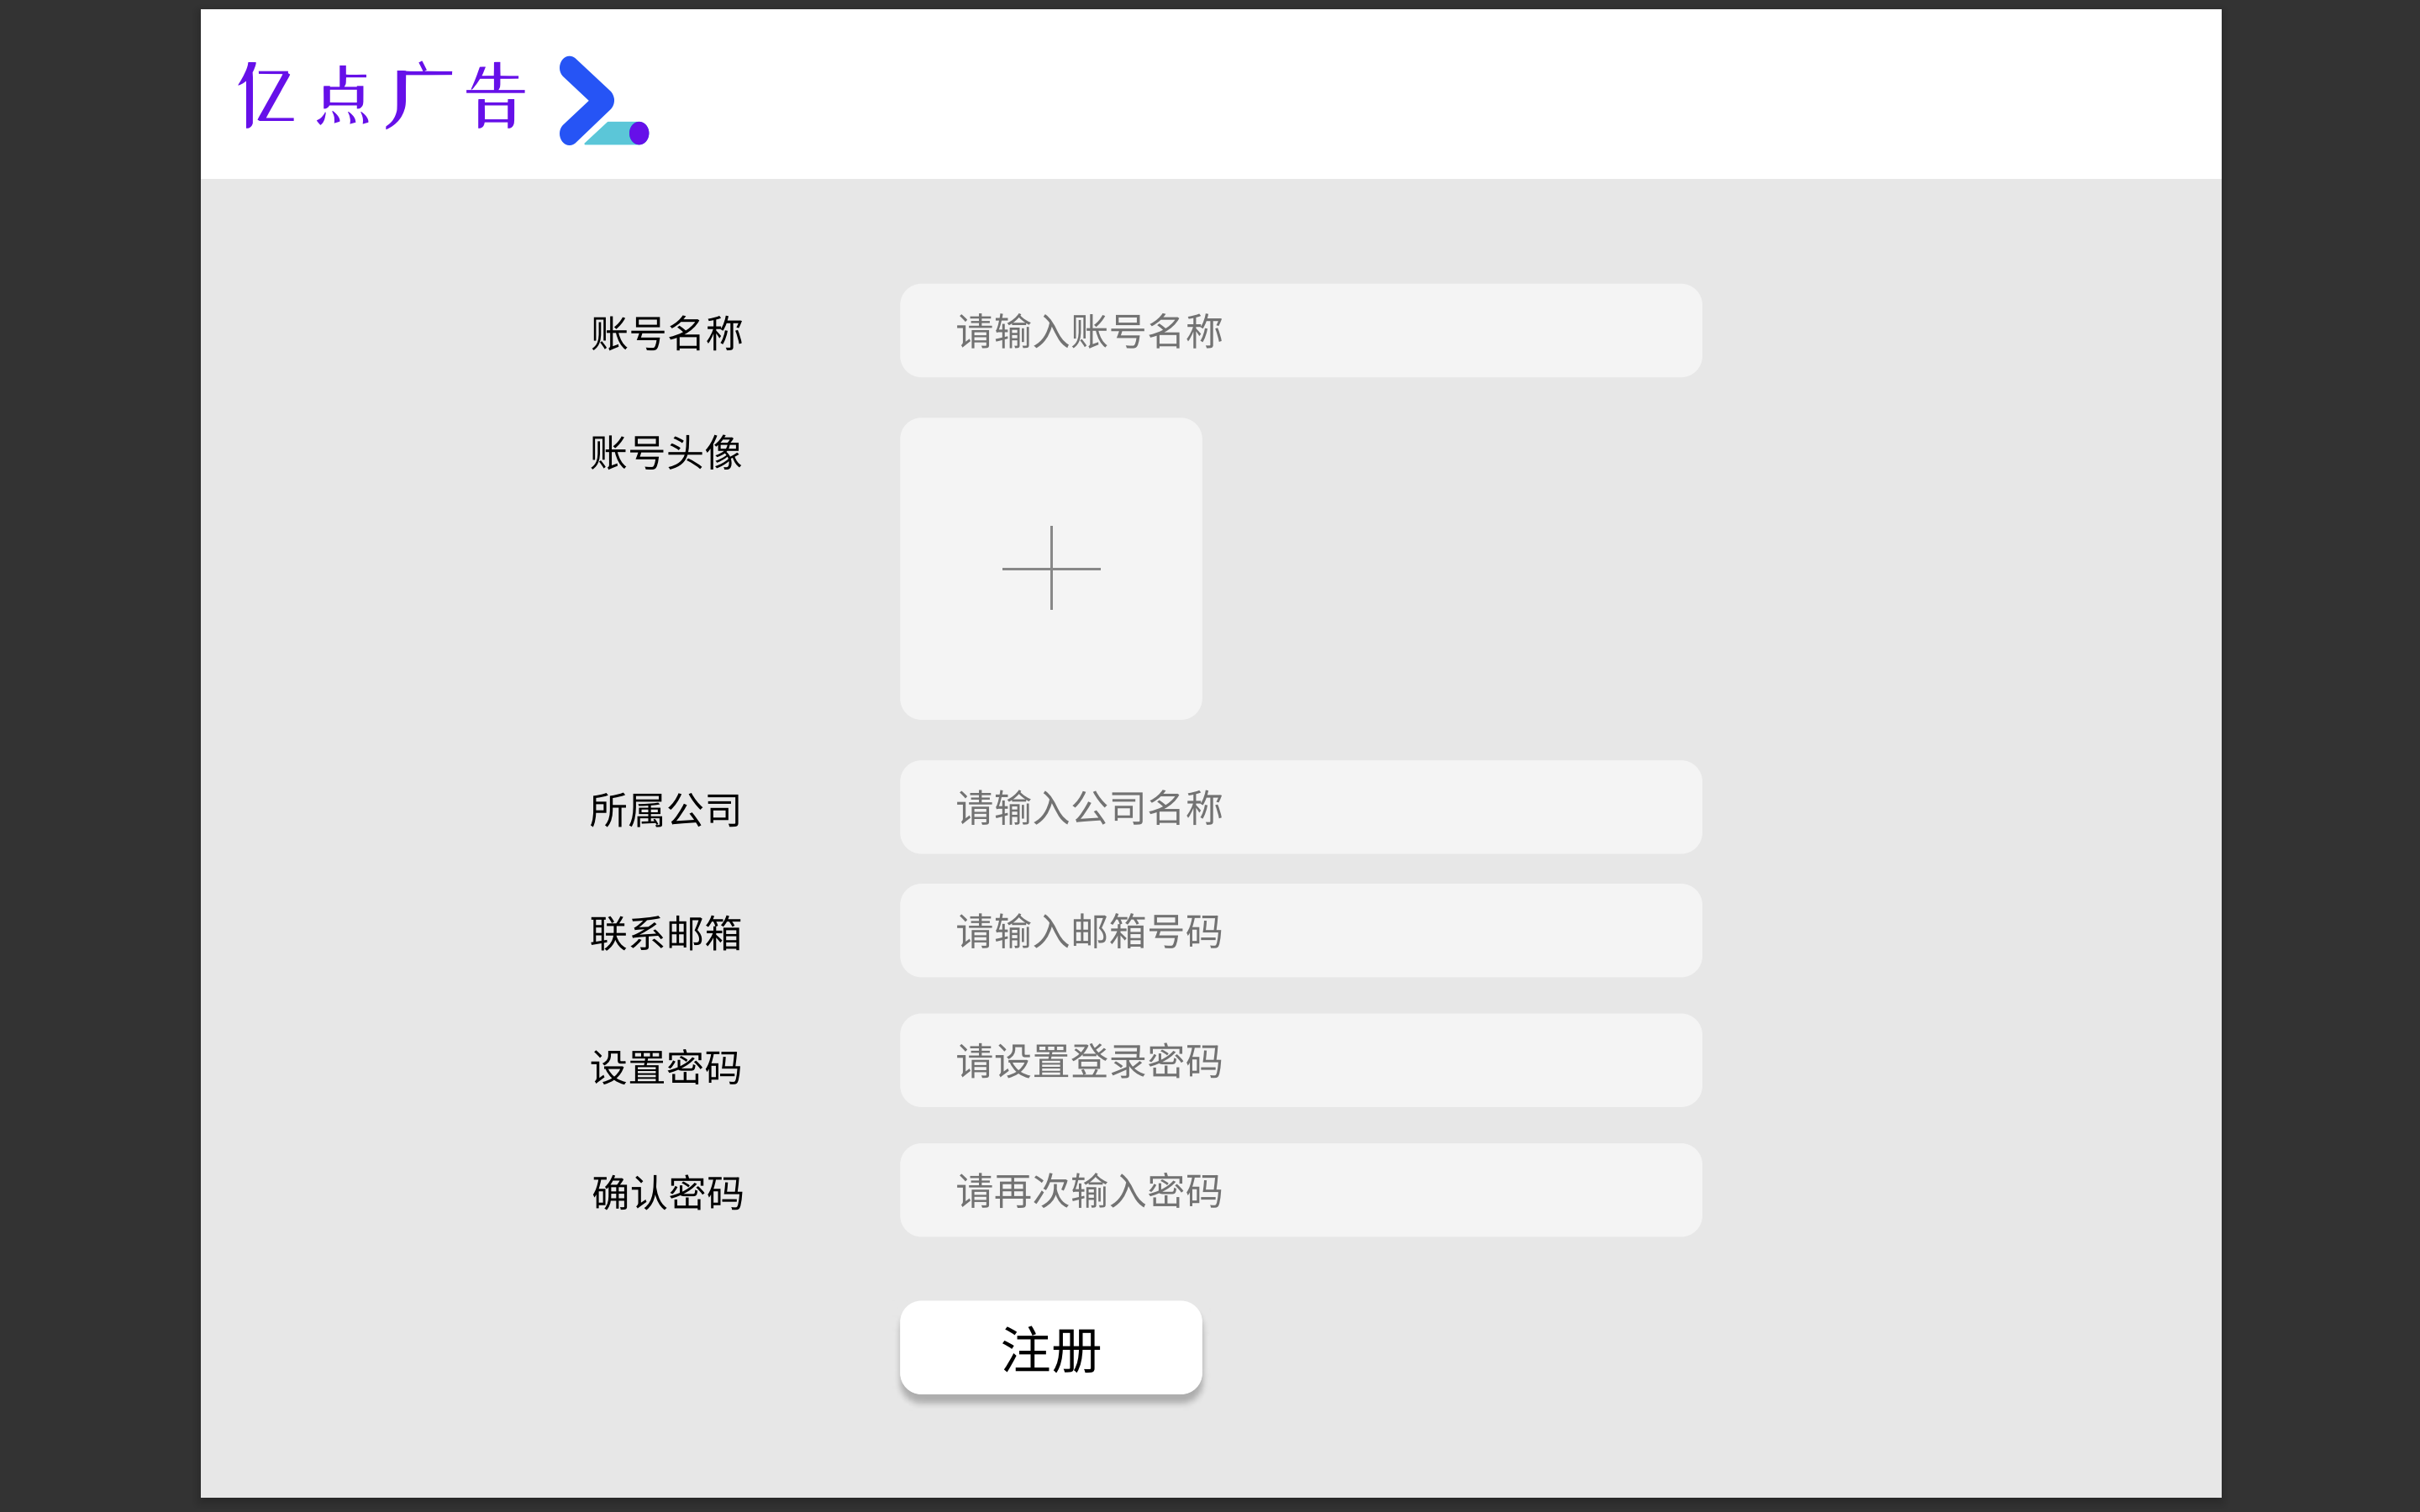 亿点广告
账号名称
请输入账号名称
账号头像
所属公司
请输入公司名称
联系邮箱
请输入邮箱号码
设置密码
请设置登录密码
确认密码
请再次输入密码
注册